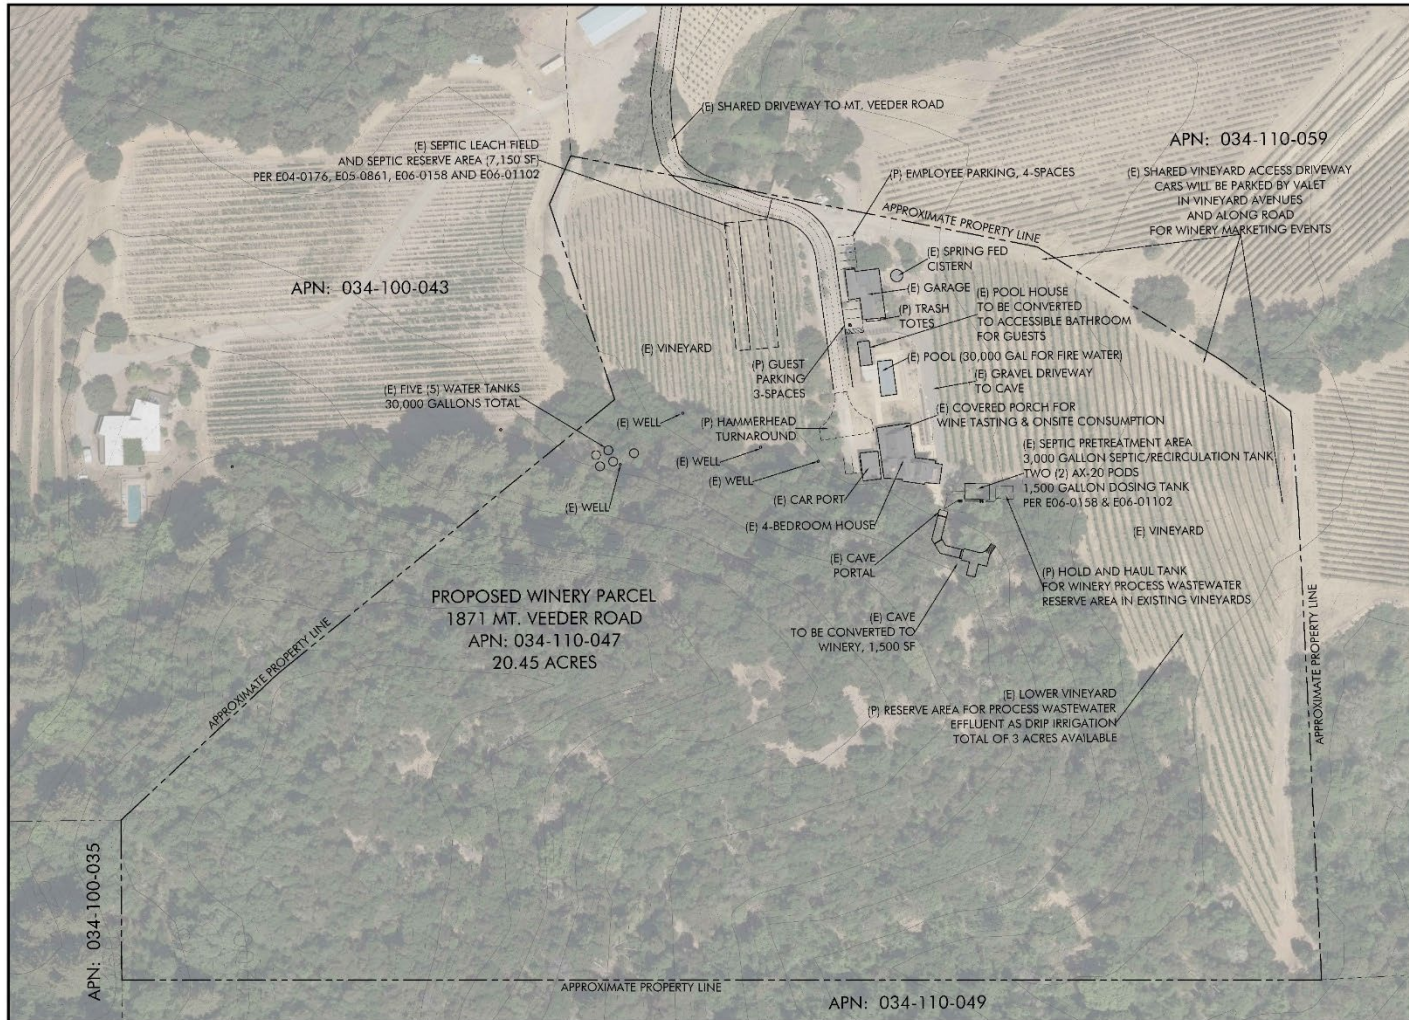 (E) SHARED DRIVEWAY TO MT. VEEDER ROAD
(E) SEPTIC LEACH FIELD
AND SEPTIC RESERVE AREA (7,150 SF)
PER E04-0176, E05-0861, E06-0158 AND E06-01102
APN: 034-110-059
(E) SHARED VINEYARD ACCESS DRIVEWAY
CARS WILL BE PARKED BY VALET
IN VINEYARD AVENUES
AND ALONG ROAD
FOR WINERY MARKETING EVENTS
(P) EMPLOYEE PARKING, 4-SPACES
APPROXIMATE PROPERTY LINE
(E) SPRING FED
CISTERN
APN: 034-100-043
(E) GARAGE
(P) TRASH
TOTES
(E) POOL HOUSE
TO BE CONVERTED
TO ACCESSIBLE BATHROOM
FOR GUESTS
(E) VINEYARD
(P) GUEST
PARKING
3-SPACES
(E) POOL (30,000 GAL FOR FIRE WATER)
(E) GRAVEL DRIVEWAY
TO CAVE
(E) FIVE (5) WATER TANKS
30,000 GALLONS TOTAL
(E) WELL
(P) HAMMERHEAD
TURNAROUND
(E) COVERED PORCH FOR
WINE TASTING & ONSITE CONSUMPTION
(E) WELL
(E) WELL
(E) WELL
(E) SEPTIC PRETREATMENT AREA
3,000 GALLON SEPTIC/RECIRCULATION TANK
TWO (2) AX-20 PODS
1,500 GALLON DOSING TANK
PER E06-0158 & E06-01102
(E) CAR PORT
(E) 4-BEDROOM HOUSE
(E) VINEYARD
(E) CAVE
PORTAL
(P) HOLD AND HAUL TANK
FOR WINERY PROCESS WASTEWATER
RESERVE AREA IN EXISTING VINEYARDS
PROPOSED WINERY PARCEL
1871 MT. VEEDER ROAD
APN: 034-110-047
20.45 ACRES
(E) CAVE
TO BE CONVERTED TO
WINERY, 1,500 SF
APPROXIMATE PROPERTY LINE
APPROXIMATE PROPERTY LINE
(E) LOWER VINEYARD
(P) RESERVE AREA FOR PROCESS WASTEWATER
EFFLUENT AS DRIP IRRIGATION
TOTAL OF 3 ACRES AVAILABLE
APN: 034-100-035
APPROXIMATE PROPERTY LINE
APN: 034-110-049